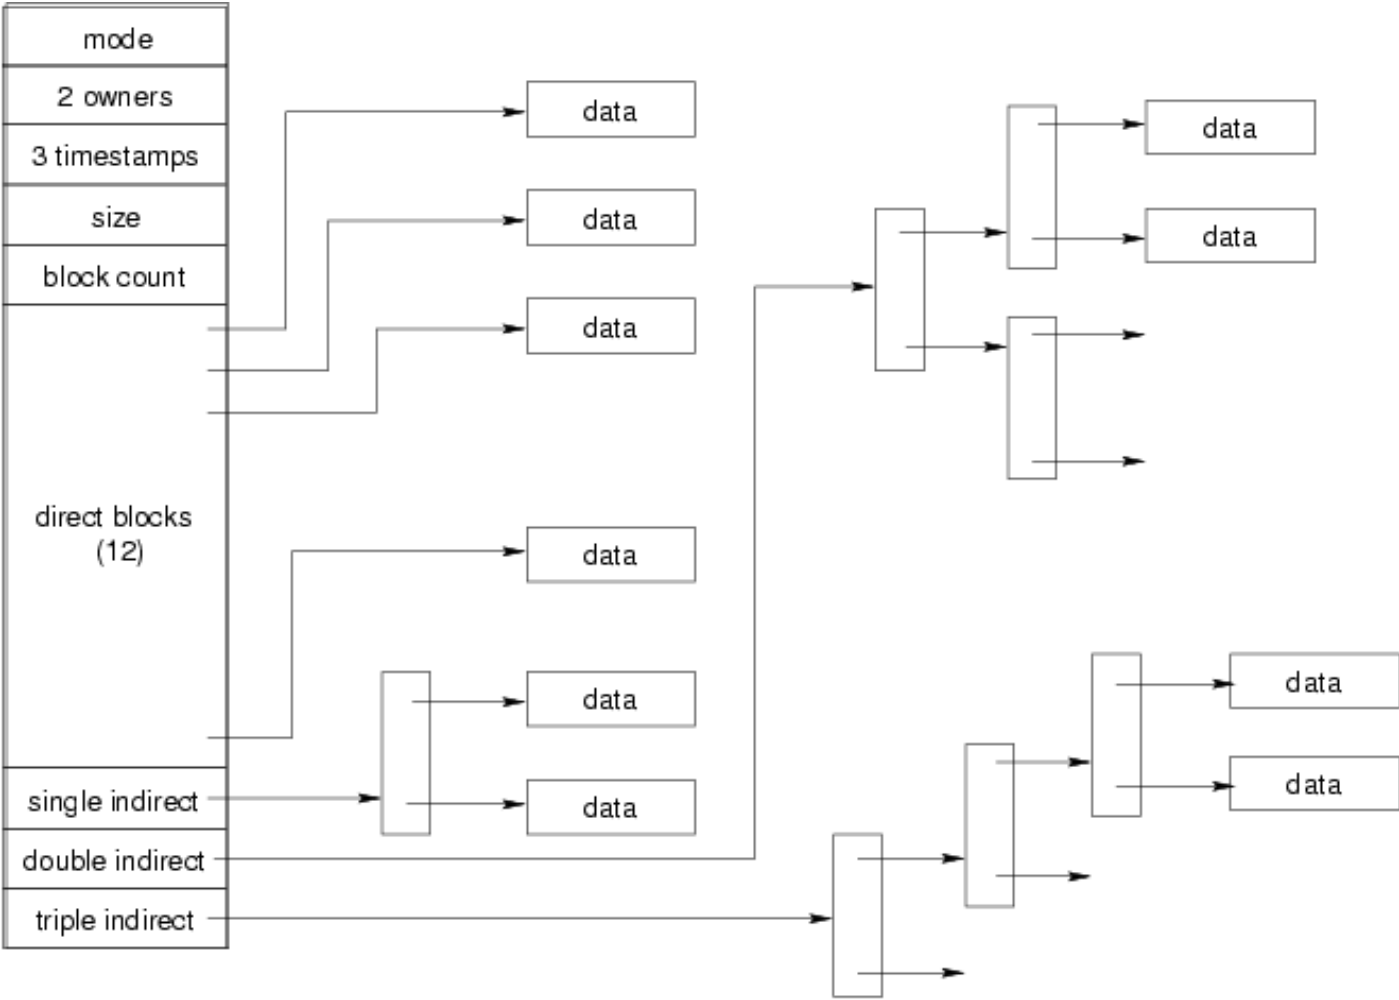 mode
2 owners
3 timestamps
size
block count
direct blocks
(12)
single indirect
double indirect
triple indirect
data
data
data
data
data
data
data
data
data
data